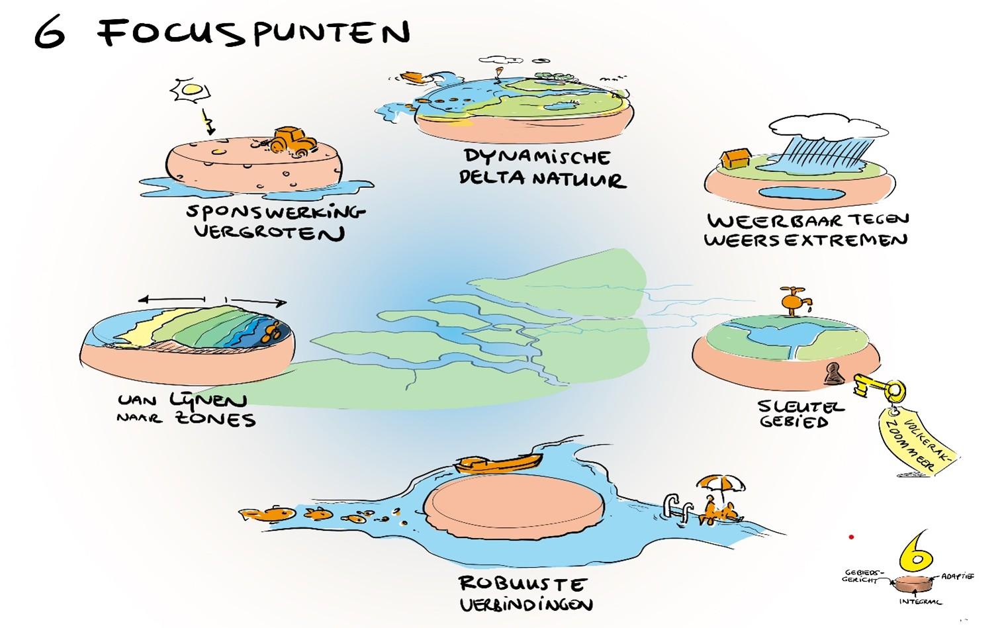 6 FOCUSPUNTEN
DYNAMISCHE
DELTA NATUUR
SPONSWERKING
VERGROTEN
WEERBAAR TEGEN
WEERSEXTREMEN
VAN LIJNEN
NAAR ZONES
SLEUTEL
GEBIED
VOLKERAK-
ZOOMMEER
ROBUUSTE
VERBINDINGEN
6
GEBIEDS-
GERICHT
ADAPTIEF
INTEGRAAL